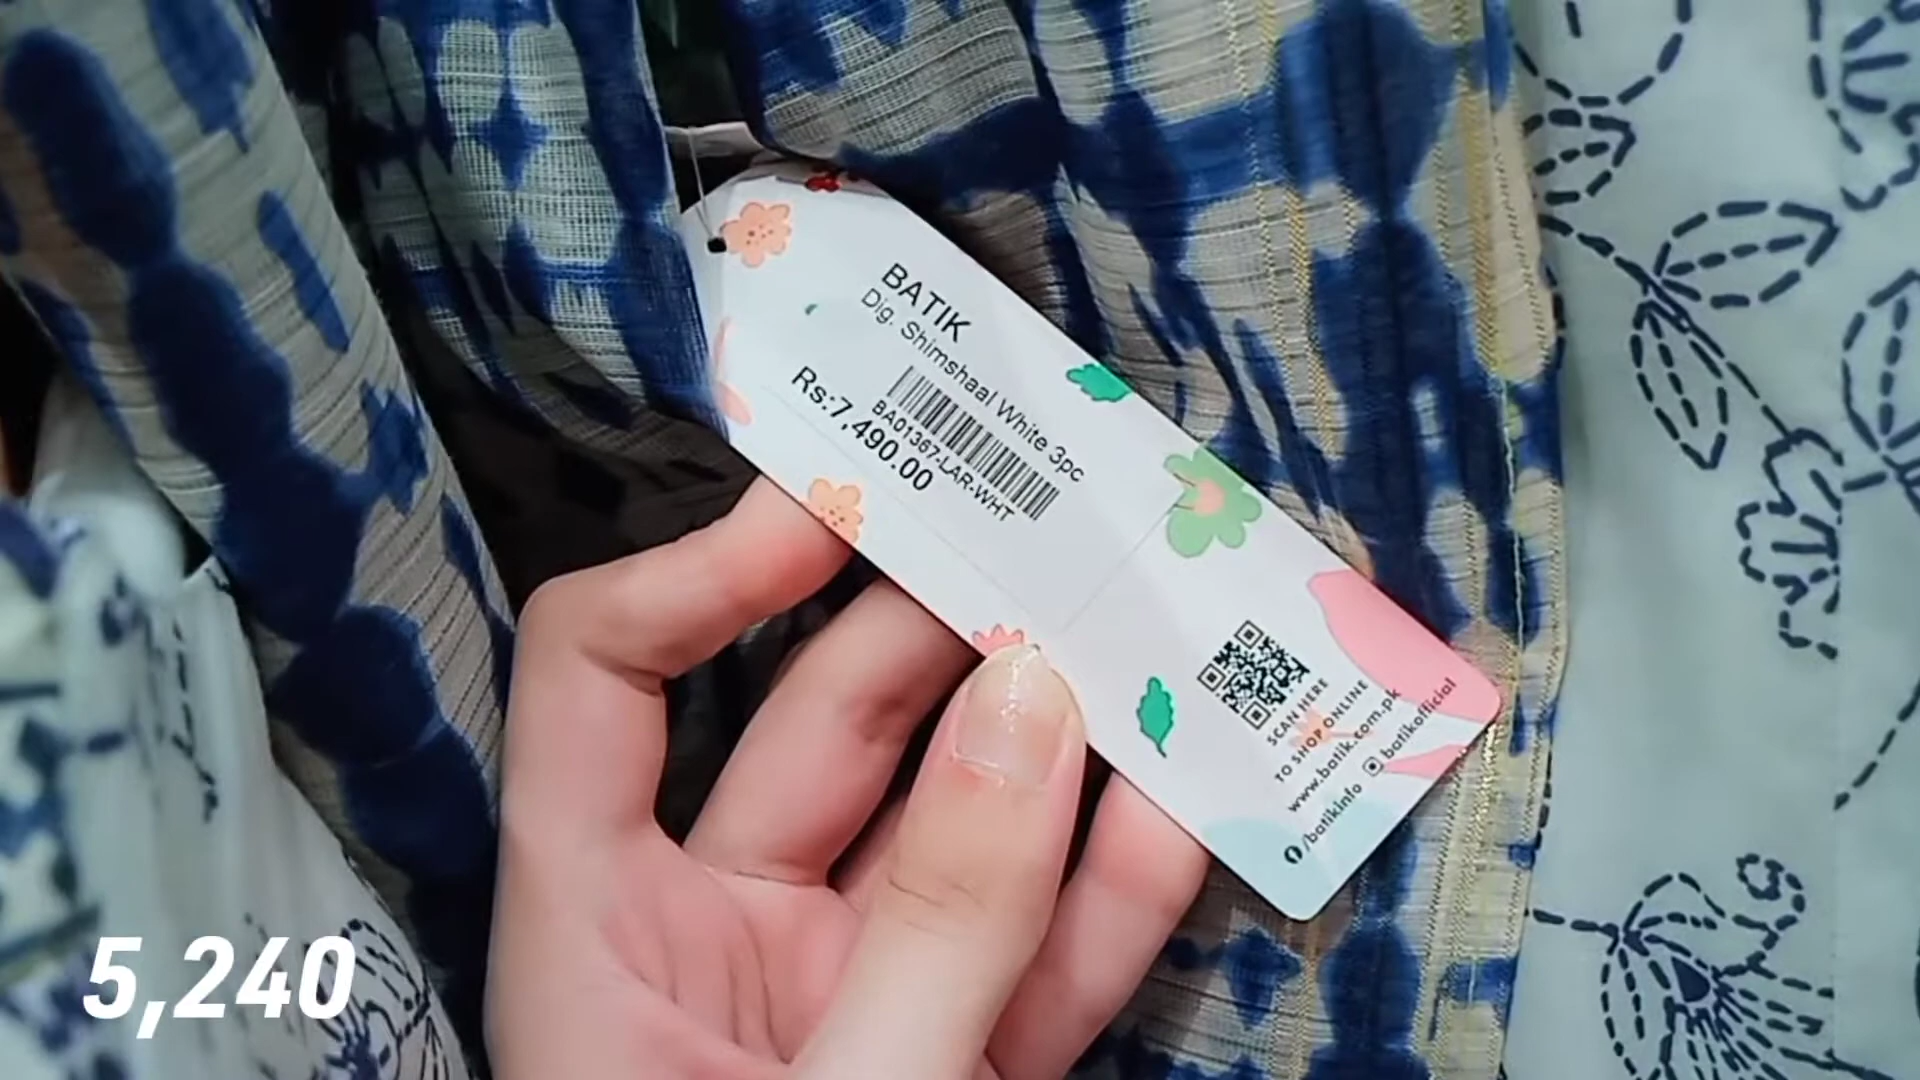 BATIK
Dig. Shimshaal White 3pc
BA01367-LAR-WHT
Rs:7,490.00
SCAN HERE
TO SHOP ONLINE
www.batik.com.pk
/batikinfo batikofficial
5,240